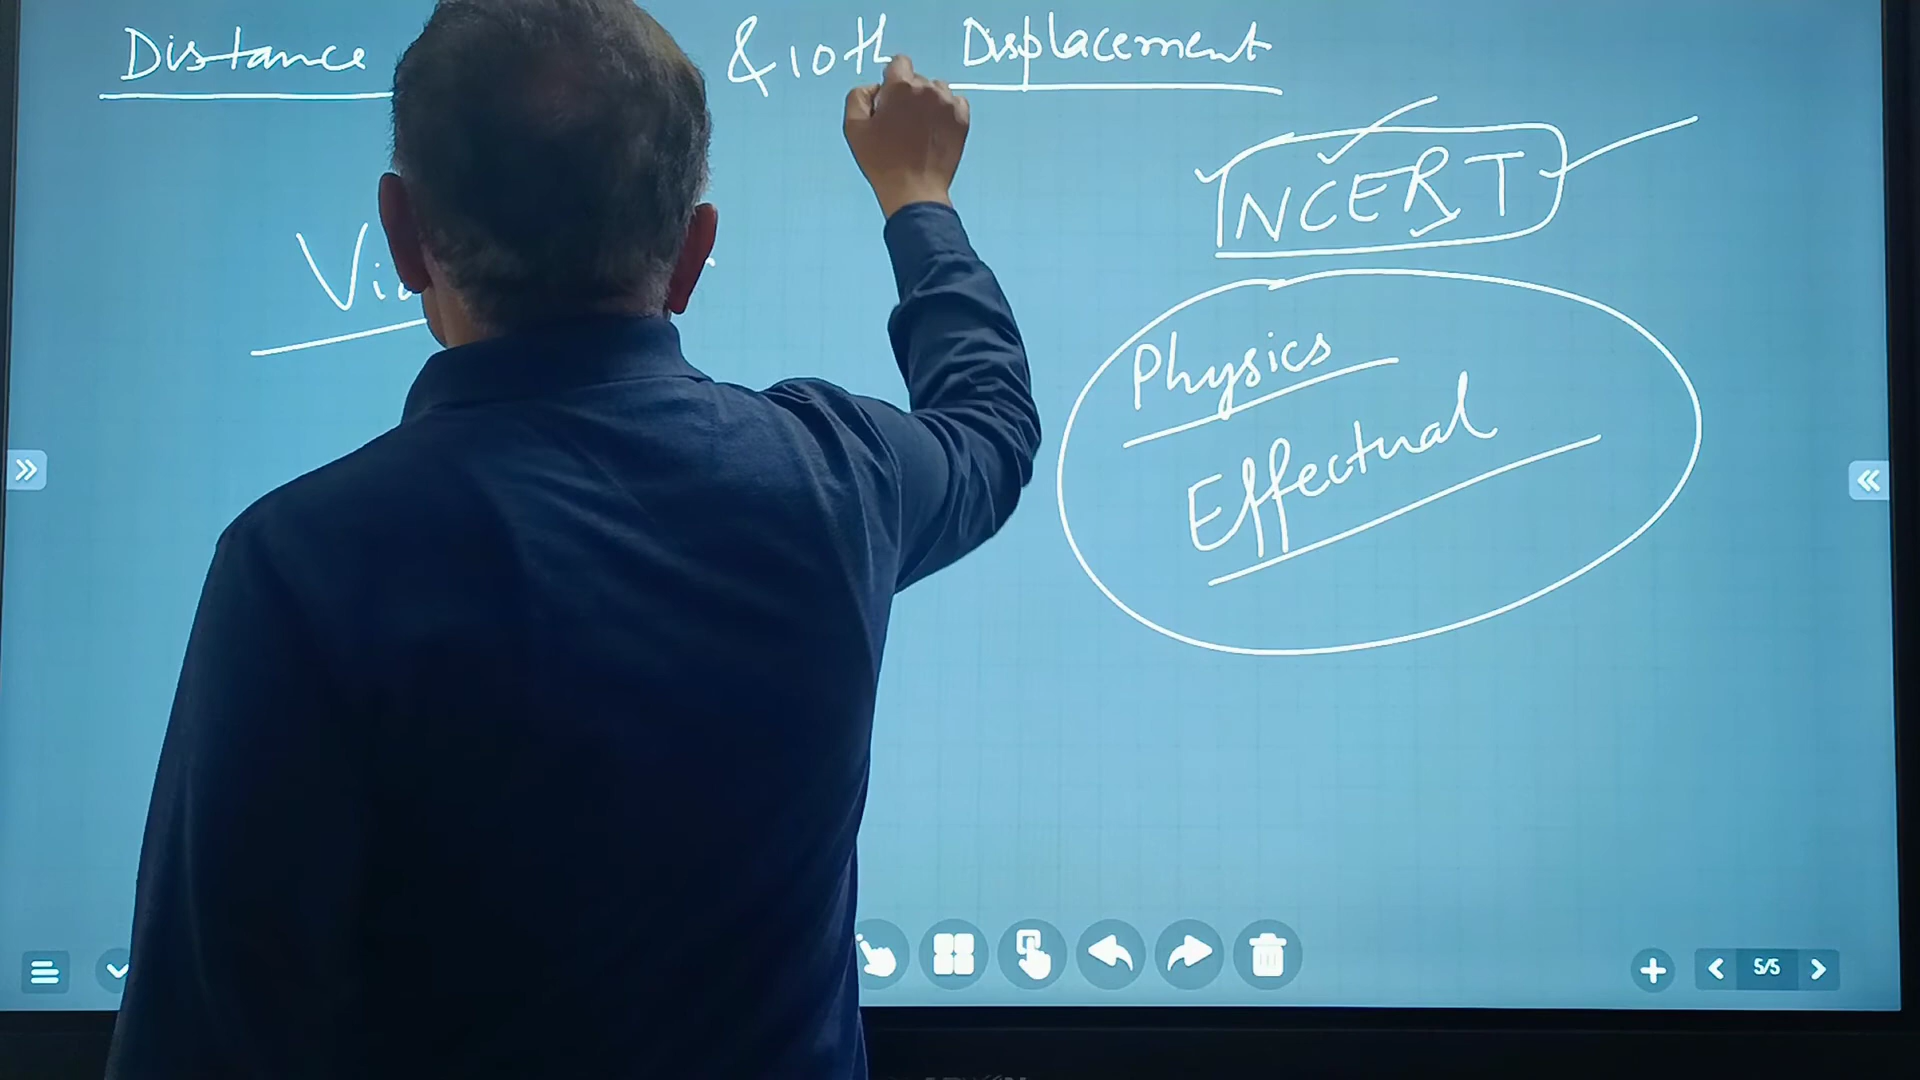 Distance & 10th Displacement
NCERT
Physics
Effectual
5/5